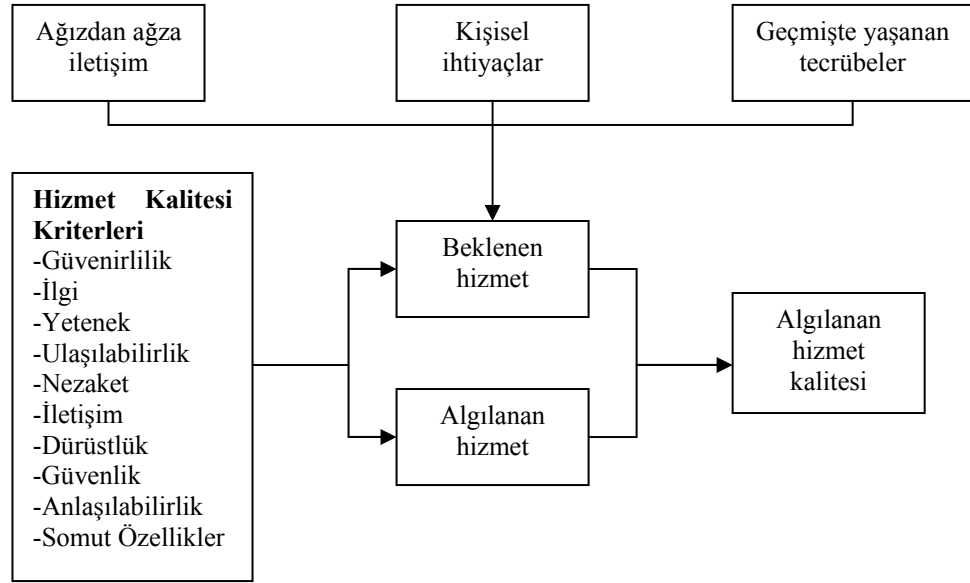 Ağızdan ağza
iletişim
Kişisel
ihtiyaçlar
Geçmişte yaşanan
tecrübeler
Hizmet Kalitesi
Kriterleri
-Güvenirlilik
-İlgi
-Yetenek
-Ulaşılabilirlik
-Nezaket
-İletişim
-Dürüstlük
-Güvenlik
-Anlaşılabilirlik
-Somut Özellikler
Beklenen
hizmet
Algılanan
hizmet
Algılanan
hizmet
kalitesi